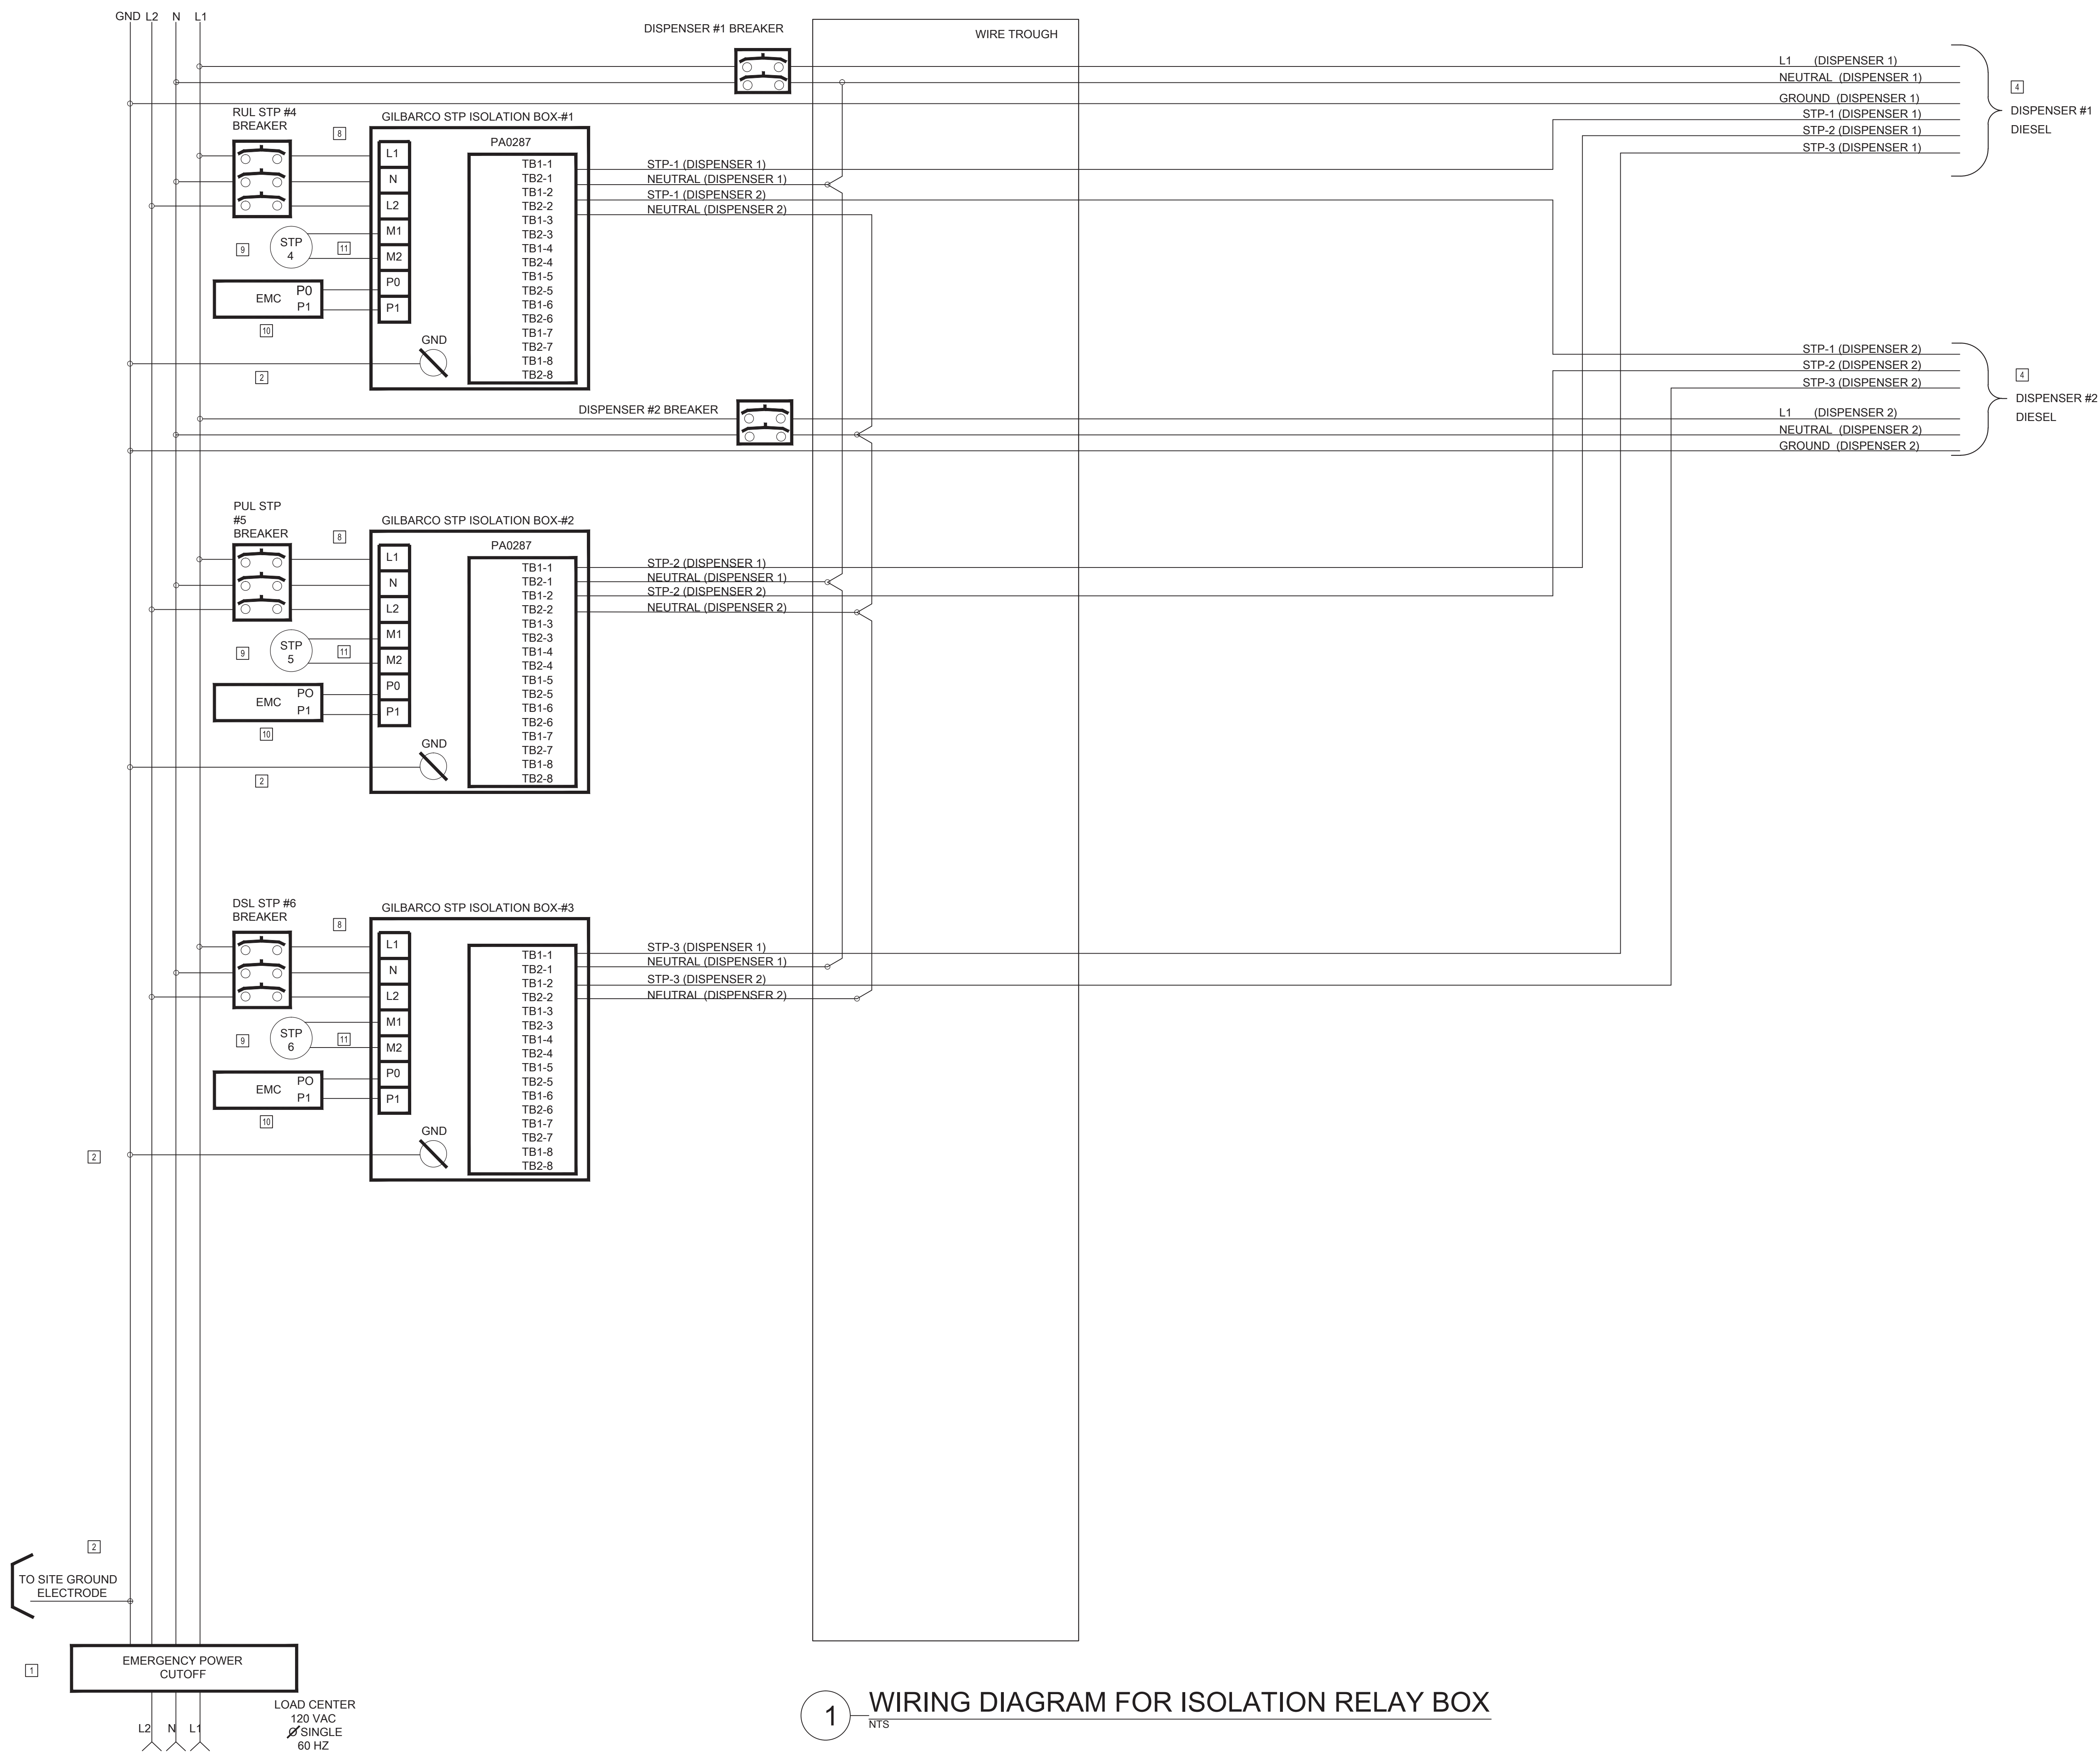 GND L2 N L1
DISPENSER #1 BREAKER
WIRE TROUGH
L1 (DISPENSER 1)
NEUTRAL (DISPENSER 1)
GROUND (DISPENSER 1)
STP-1 (DISPENSER 1)
STP-2 (DISPENSER 1)
STP-3 (DISPENSER 1)
4
DISPENSER #1
DIESEL
RUL STP #4
BREAKER
8
GILBARCO STP ISOLATION BOX-#1
PA0287
L1
N
L2
M1
M2
P0
P1
TB1-1
TB2-1
TB1-2
TB2-2
TB1-3
TB2-3
TB1-4
TB2-4
TB1-5
TB2-5
TB1-6
TB2-6
TB1-7
TB2-7
TB1-8
TB2-8
STP-1 (DISPENSER 1)
NEUTRAL (DISPENSER 1)
STP-1 (DISPENSER 2)
NEUTRAL (DISPENSER 2)
9
STP
4
11
EMC
P0
P1
10
GND
2
STP-1 (DISPENSER 2)
STP-2 (DISPENSER 2)
STP-3 (DISPENSER 2)
L1 (DISPENSER 2)
NEUTRAL (DISPENSER 2)
GROUND (DISPENSER 2)
4
DISPENSER #2
DIESEL
DISPENSER #2 BREAKER
PUL STP
#5
BREAKER
8
GILBARCO STP ISOLATION BOX-#2
PA0287
L1
N
L2
M1
M2
P0
P1
TB1-1
TB2-1
TB1-2
TB2-2
TB1-3
TB2-3
TB1-4
TB2-4
TB1-5
TB2-5
TB1-6
TB2-6
TB1-7
TB2-7
TB1-8
TB2-8
STP-2 (DISPENSER 1)
NEUTRAL (DISPENSER 1)
STP-2 (DISPENSER 2)
NEUTRAL (DISPENSER 2)
9
STP
5
11
EMC
PO
P1
10
GND
2
DSL STP #6
BREAKER
8
GILBARCO STP ISOLATION BOX-#3
L1
N
L2
M1
M2
P0
P1
TB1-1
TB2-1
TB1-2
TB2-2
TB1-3
TB2-3
TB1-4
TB2-4
TB1-5
TB2-5
TB1-6
TB2-6
TB1-7
TB2-7
TB1-8
TB2-8
STP-3 (DISPENSER 1)
NEUTRAL (DISPENSER 1)
STP-3 (DISPENSER 2)
NEUTRAL (DISPENSER 2)
9
STP
6
11
EMC
PO
P1
10
GND
2
2
TO SITE GROUND
ELECTRODE
1
EMERGENCY POWER
CUTOFF
L2 N L1
LOAD CENTER
120 VAC
Ø SINGLE
60 HZ
1
WIRING DIAGRAM FOR ISOLATION RELAY BOX
NTS